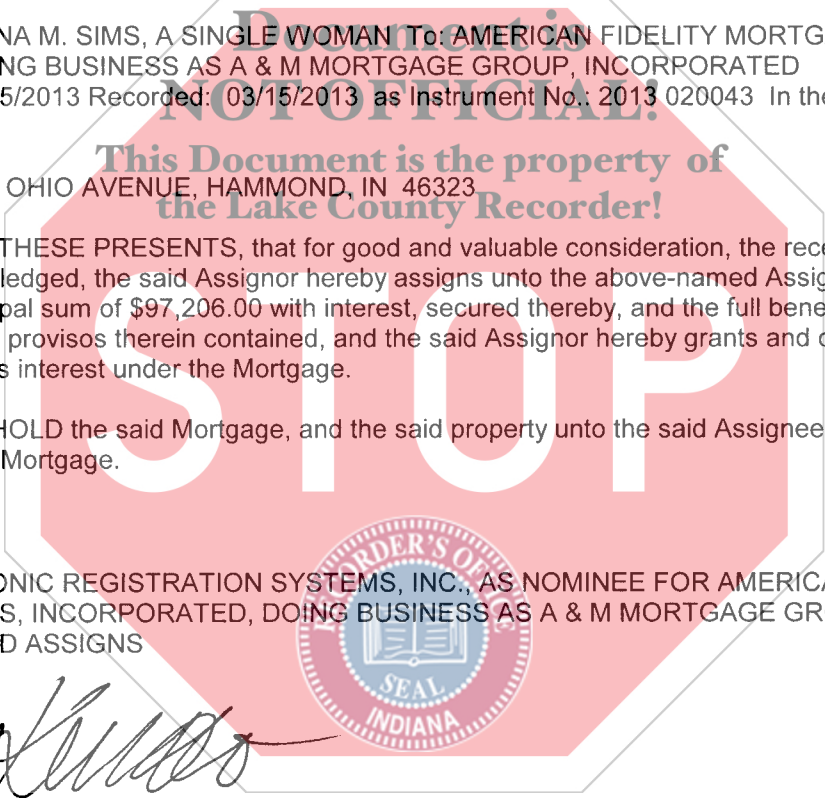 Document is
NA M. SIMS, A SINGLE WOMAN To: AMERICAN FIDELITY MORTG
NG BUSINESS AS A & M MORTGAGE GROUP, INCORPORATED
NOT OFFICIAL!
5/2013 Recorded: 03/15/2013 as Instrument No.: 2013 020043 In the
This Document is the property of
OHIO AVENUE, HAMMOND, IN 46323
the Lake County Recorder!
THESE PRESENTS, that for good and valuable consideration, the rece
ledged, the said Assignor hereby assigns unto the above-named Assig
pal sum of $97,206.00 with interest, secured thereby, and the full bene
provisos therein contained, and the said Assignor hereby grants and c
s interest under the Mortgage.
STOP
HOLD the said Mortgage, and the said property unto the said Assignee
Mortgage.
RECORDER'S OFFICE
ONIC REGISTRATION SYSTEMS, INC., AS NOMINEE FOR AMERICA
S, INCORPORATED, DOING BUSINESS AS A & M MORTGAGE GR
D ASSIGNS
SEAL
INDIANA